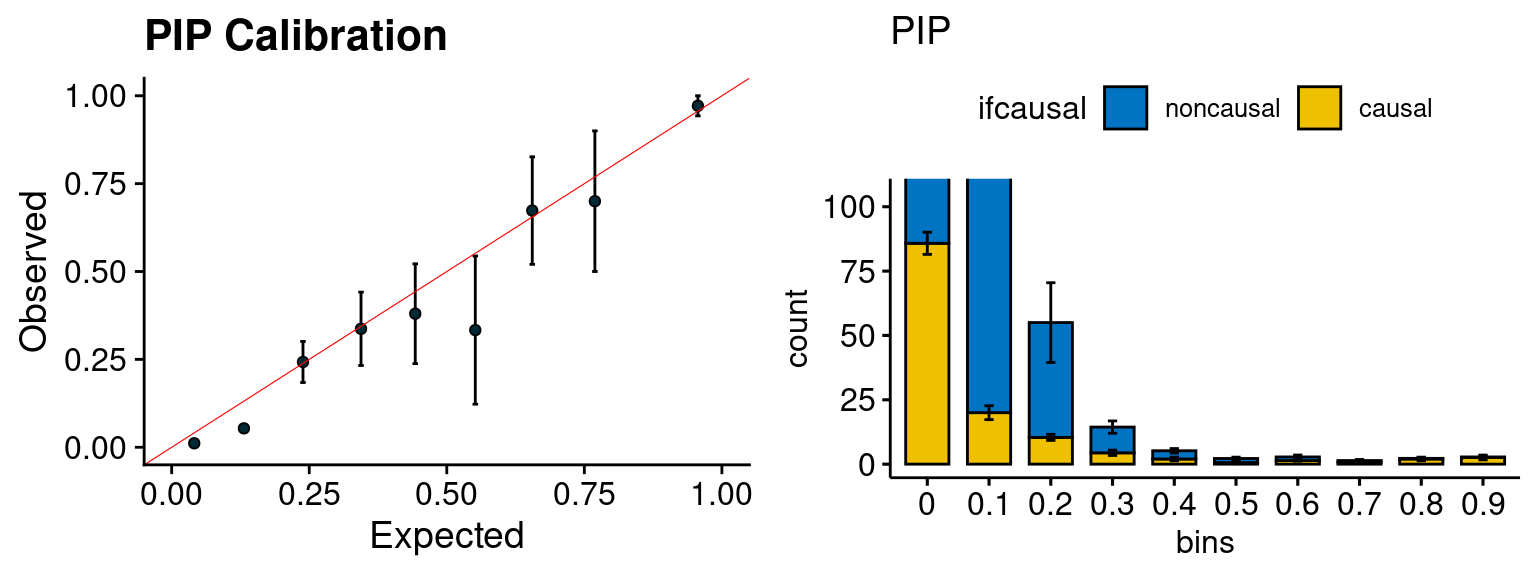 PIP Calibration
1.00
0.75
0.50
0.25
0.00
Observed
0.00 0.25 0.50 0.75 1.00
Expected
PIP
ifcausal noncausal causal
100
75
50
25
0
count
0 0.1 0.2 0.3 0.4 0.5 0.6 0.7 0.8 0.9
bins